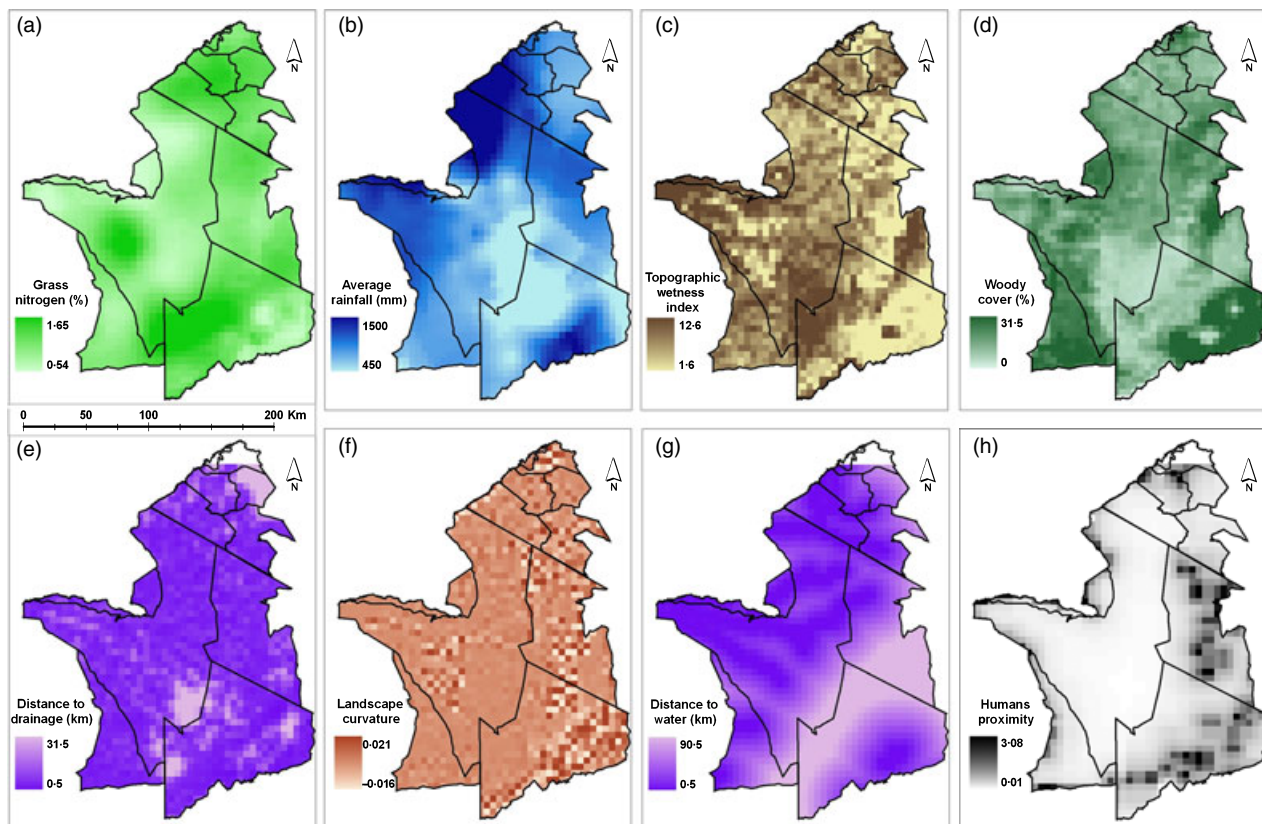 (a)
N
Grass
nitrogen (%)
1·65
0·54
(b)
N
Average
rainfall (mm)
1500
450
(c)
N
Topographic
wetness
index
12·6
1·6
(d)
N
Woody
cover (%)
31·5
0
0 50 100 200 Km
(e)
N
Distance to
drainage (km)
31·5
0·5
(f)
N
Landscape
curvature
0·021
–0·016
(g)
N
Distance to
water (km)
90·5
0·5
(h)
N
Humans
proximity
3·08
0·01